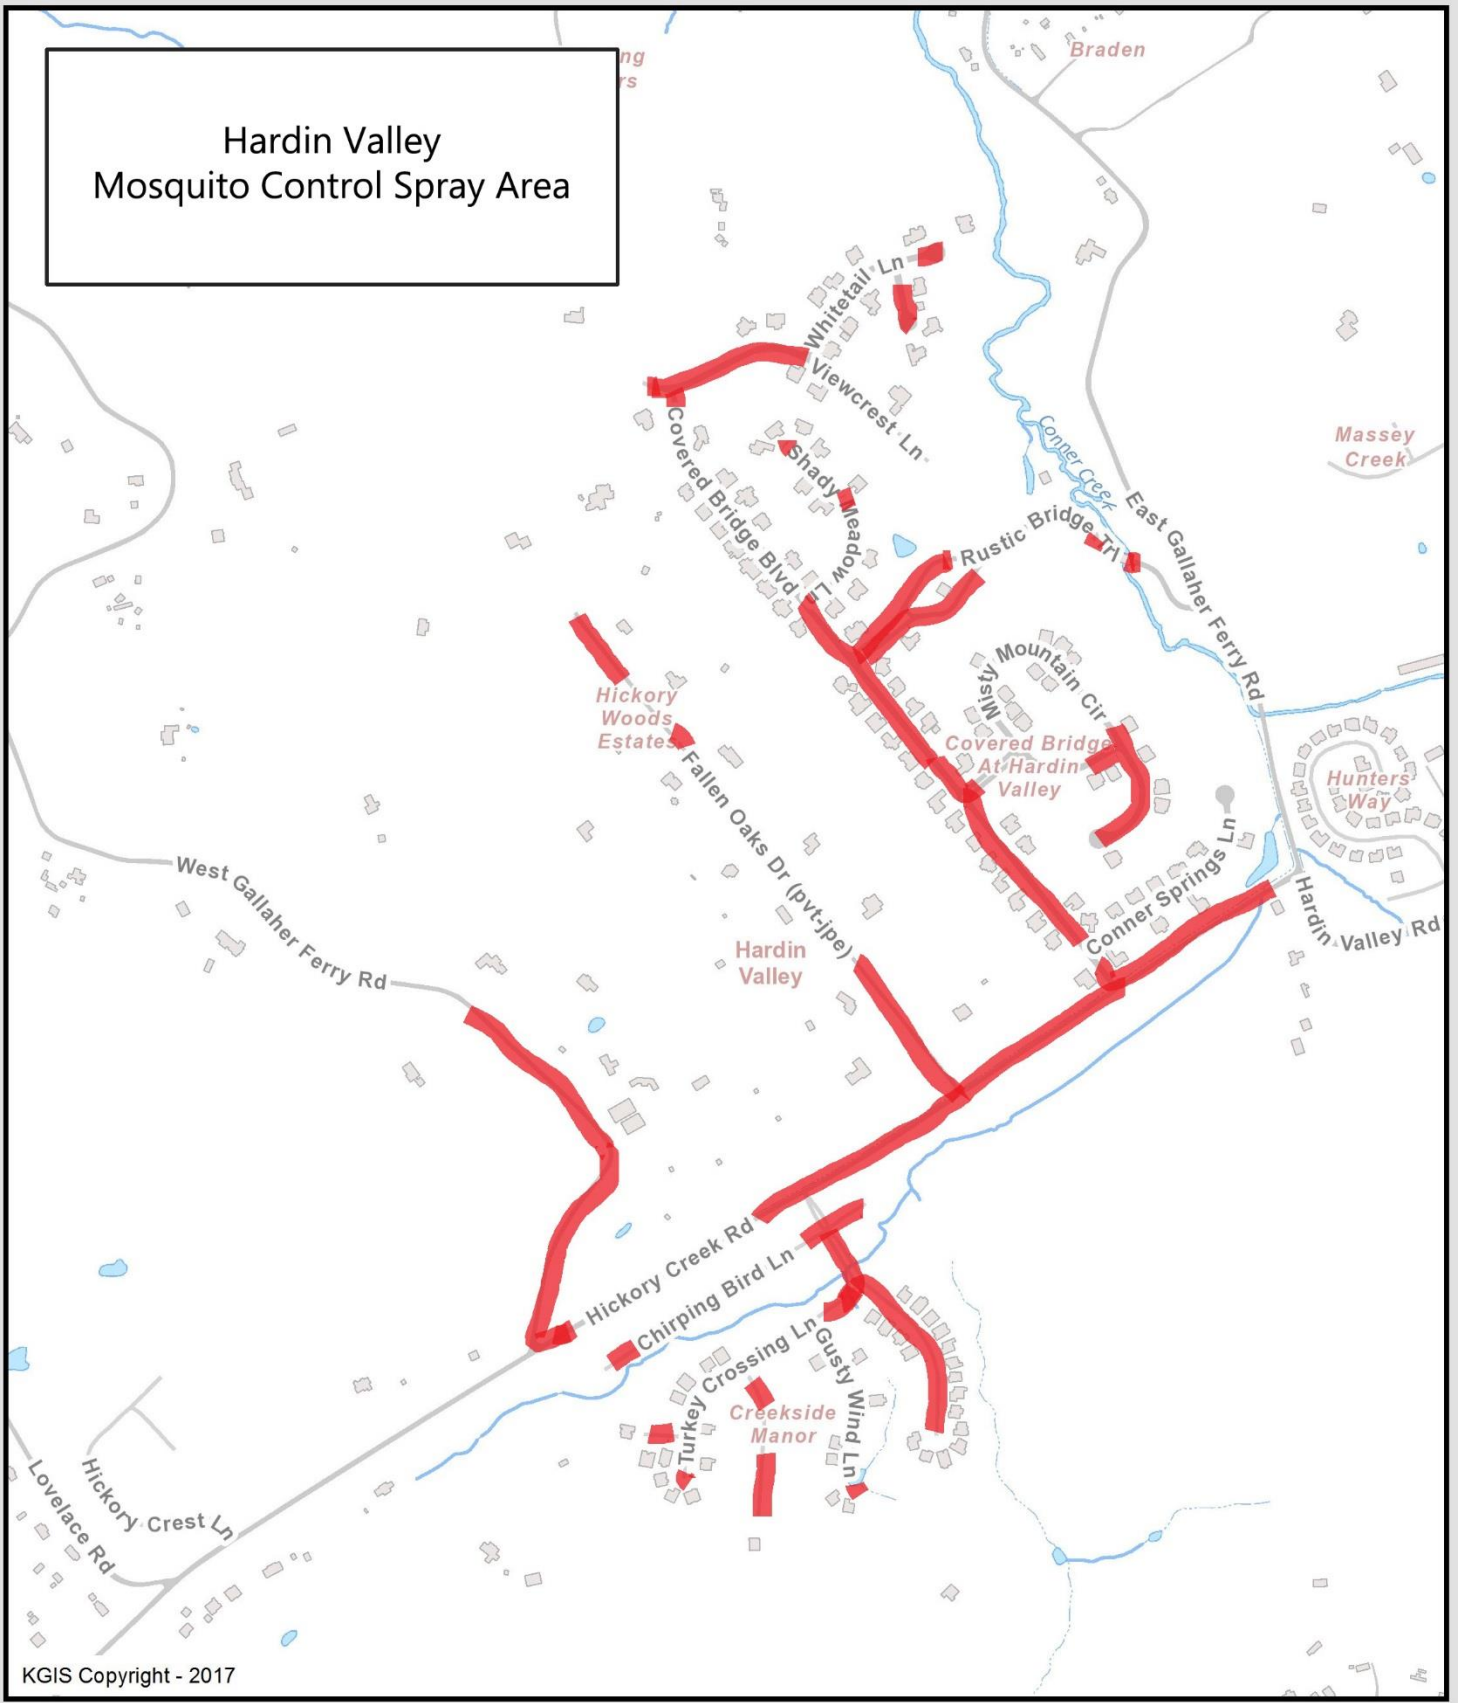 ng
rs
Braden
Hardin Valley
Mosquito Control Spray Area
Whitetail Ln
Viewcrest Ln
Covered Bridge Blvd
Shady Meadow Ln
Conner Creek
Massey
Creek
Rustic Bridge Trl
East Gallaher Ferry Rd
Misty Mountain Cir
Hickory
Woods
Estates
Covered Bridge
At Hardin
Valley
Hunters
Way
Fallen Oaks Dr (pvt-jpe)
Conner Springs Ln
West Gallaher Ferry Rd
Hardin Valley Rd
Hardin
Valley
Hickory Creek Rd
Chirping Bird Ln
Turkey Crossing Ln
Gusty Wind Ln
Creekside
Manor
Lovelace Rd
Hickory Crest Ln
KGIS Copyright - 2017